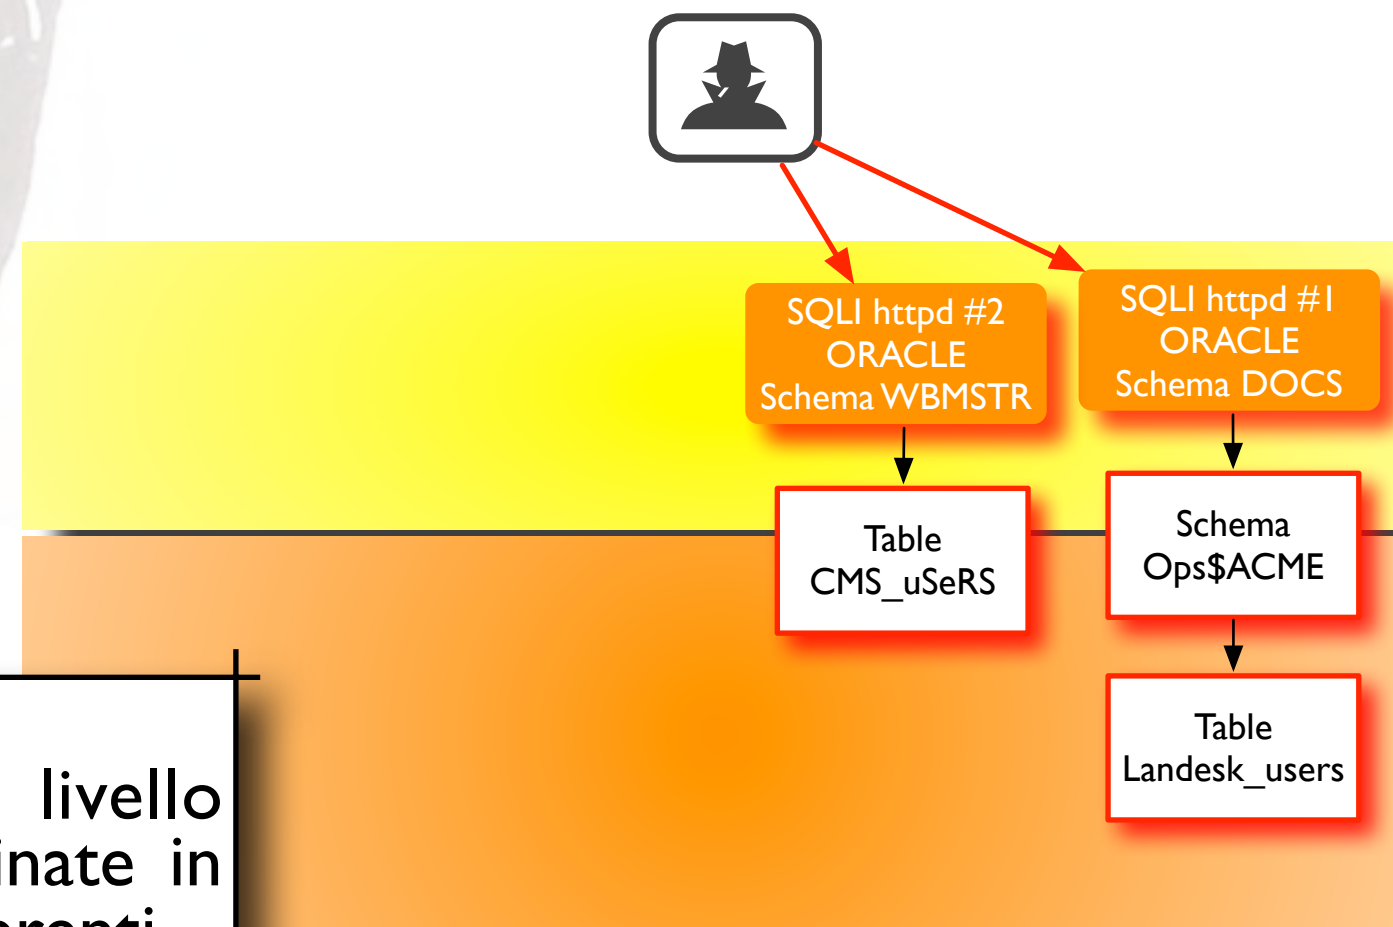 SQLI httpd #2
ORACLE
Schema WBMSTR
SQLI httpd #1
ORACLE
Schema DOCS
Table
CMS_uSeRS
Schema
Ops$ACME
Table
Landesk_users
livello
in